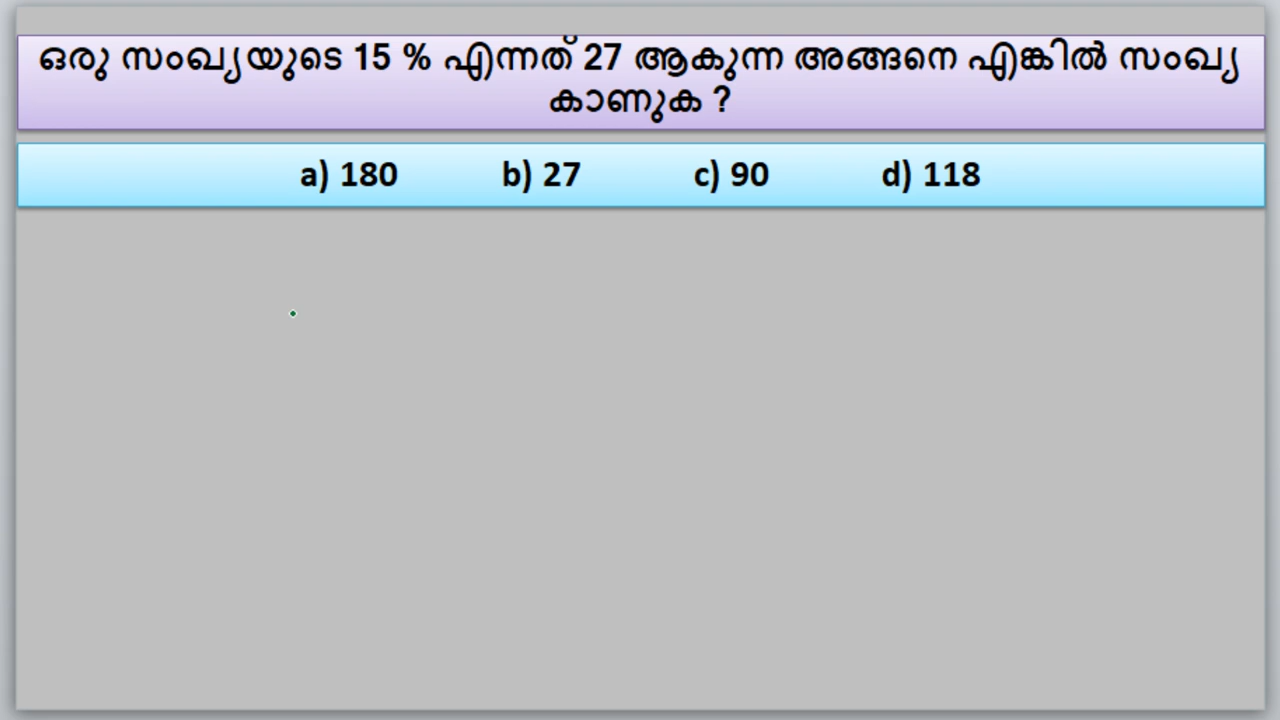 ഒരു സംഖ്യയുടെ 15 % എന്നത് 27 ആകുന്ന അങ്ങനെ എങ്കിൽ സംഖ്യ
കാണുക ?
a) 180 b) 27 c) 90 d) 118